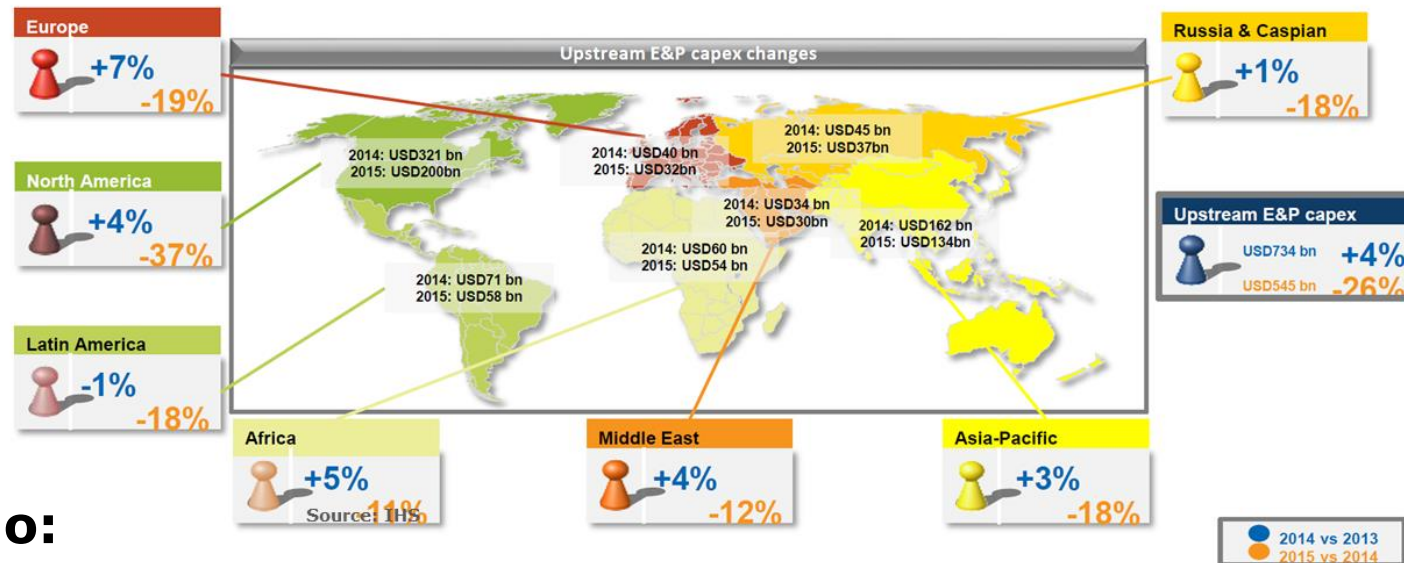 Europe
+7%
-19%
Upstream E&P capex changes
Russia & Caspian
+1%
-18%
North America
+4%
-37%
2014: USD321 bn
2015: USD200bn
2014: USD40 bn
2015: USD32bn
2014: USD45 bn
2015: USD37bn
2014: USD34 bn
2015: USD30bn
2014: USD162 bn
2015: USD134bn
2014: USD60 bn
2015: USD54 bn
2014: USD71 bn
2015: USD58 bn
Upstream E&P capex
USD734 bn +4%
USD545 bn -26%
Latin America
-1%
-18%
Africa
+5%
-11%
Source: IHS
Middle East
+4%
-12%
Asia-Pacific
+3%
-18%
o:
2014 vs 2013
2015 vs 2014